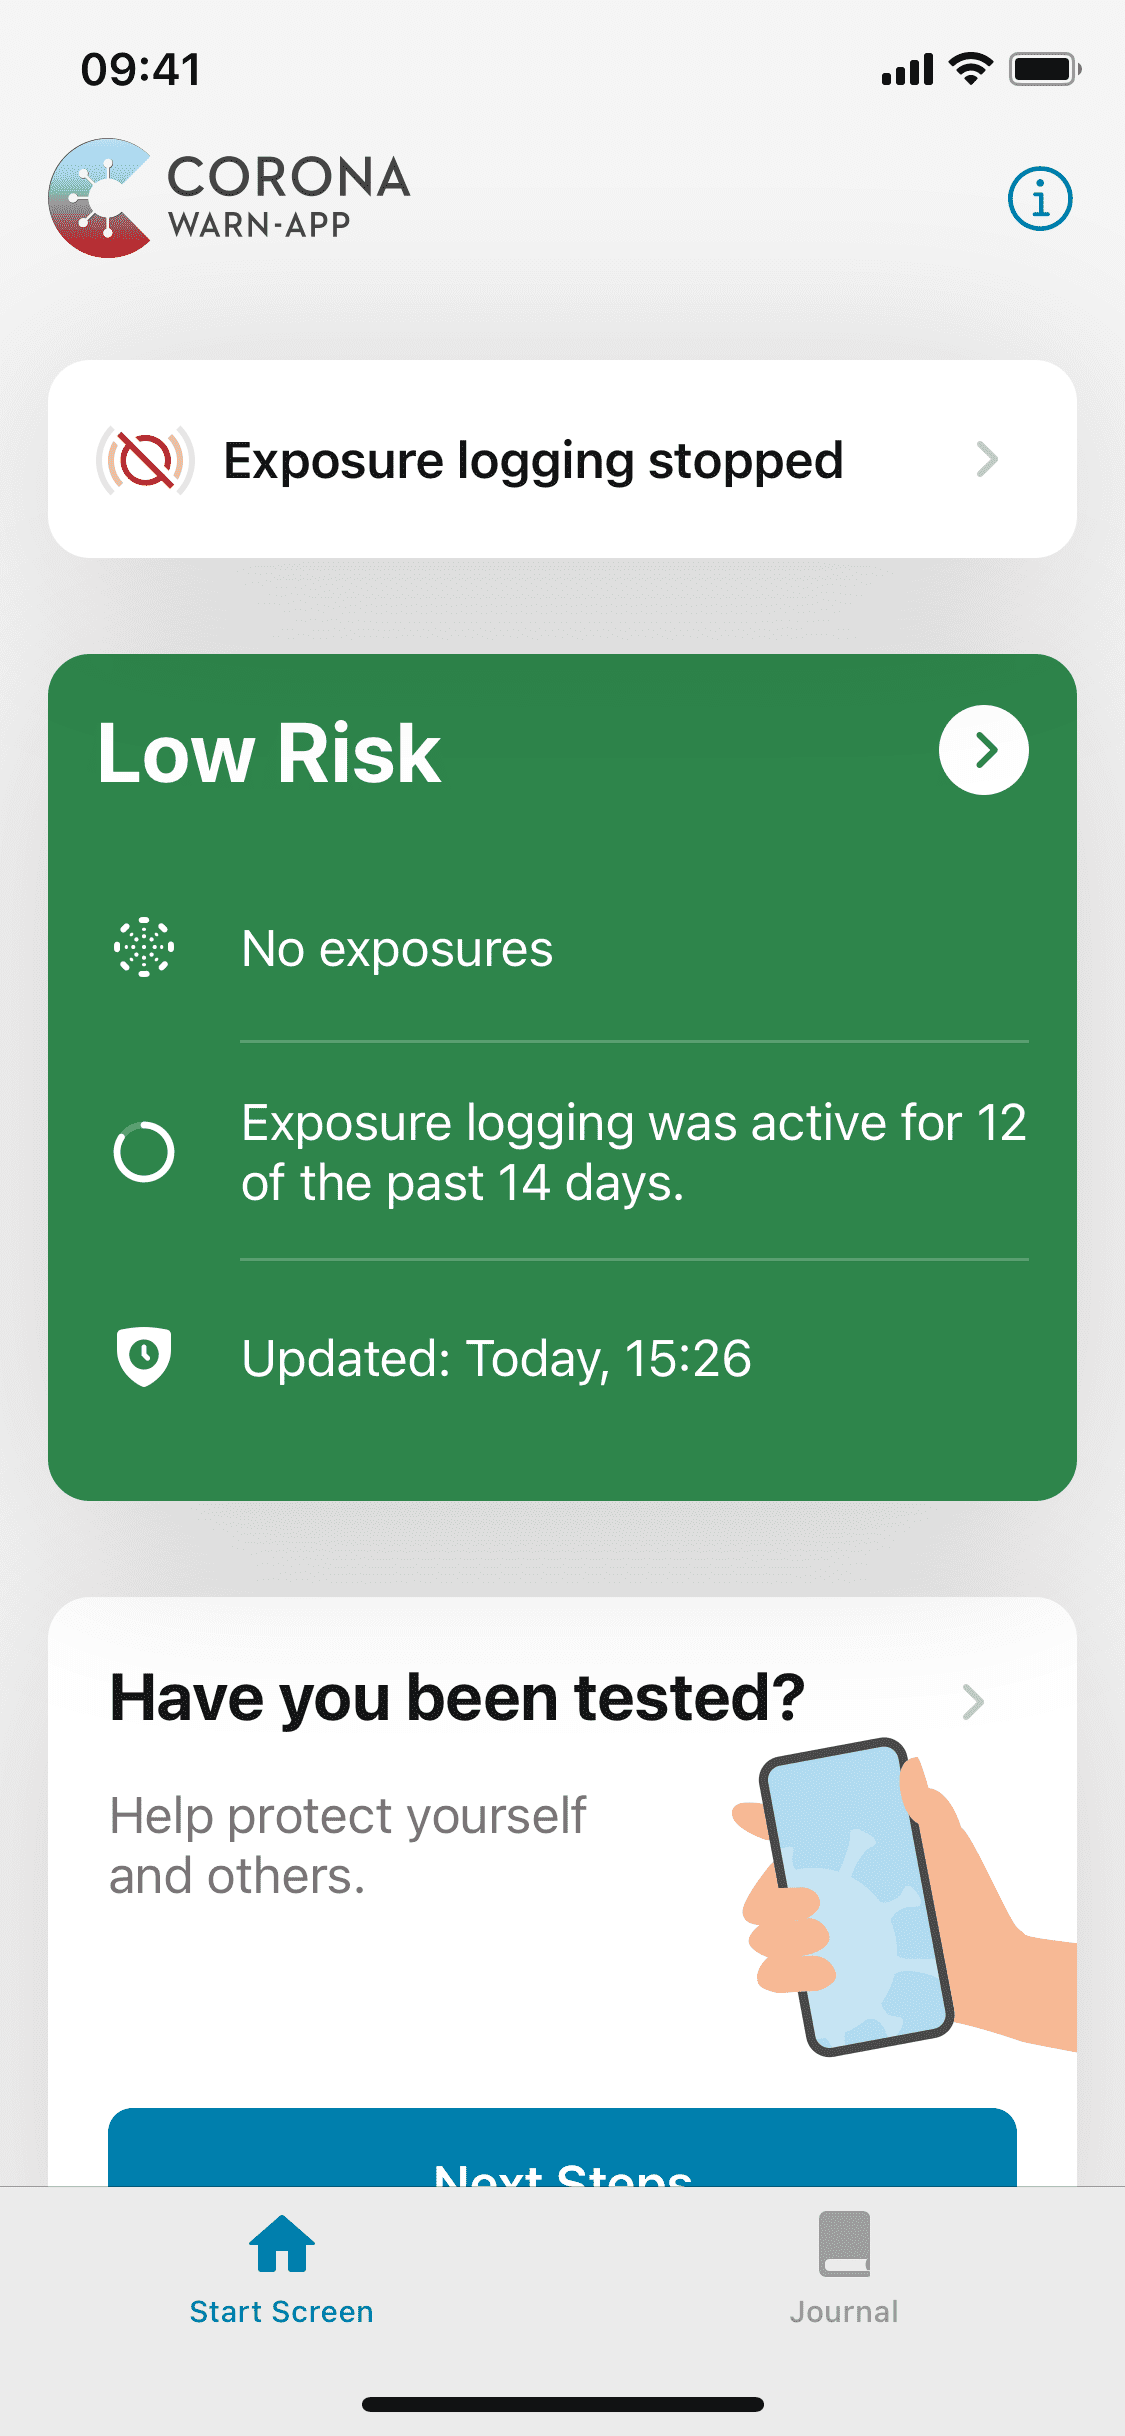 09:41
CORONA
WARN-APP
Exposure logging stopped
Low Risk
No exposures
Exposure logging was active for 12
of the past 14 days.
Updated: Today, 15:26
Have you been tested?
Help protect yourself
and others.
Next Steps
Start Screen
Journal